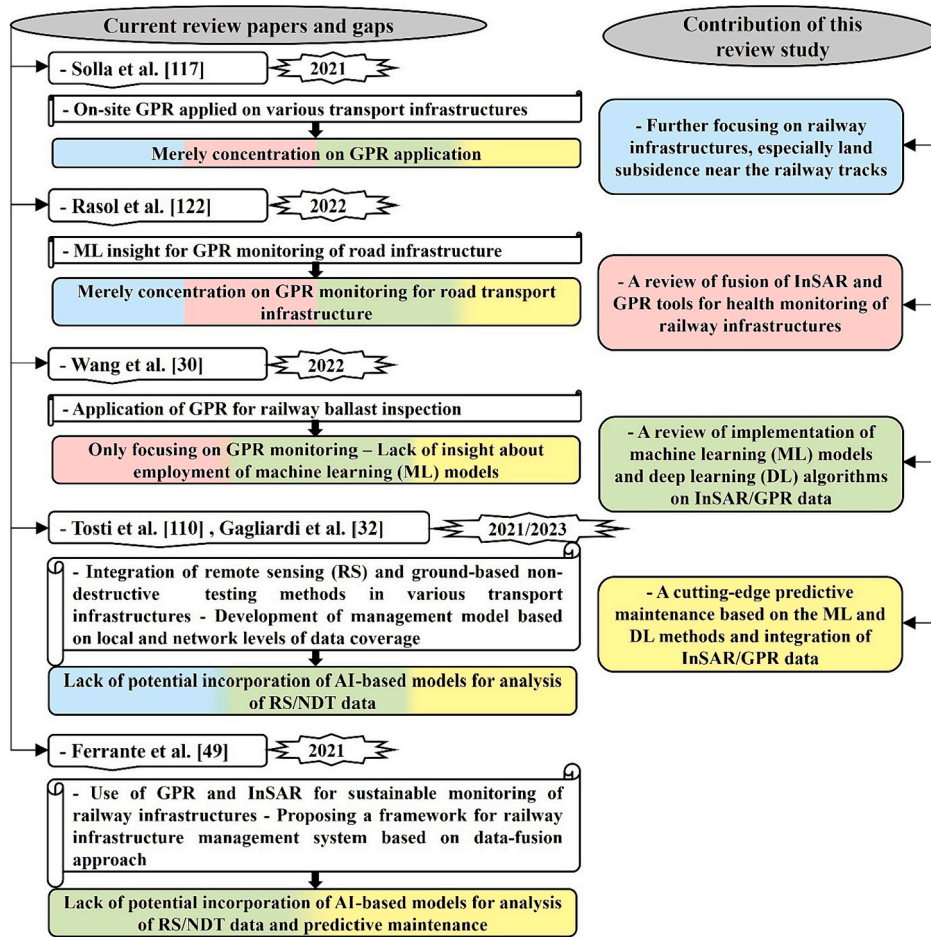 Current review papers and gaps
- Solla et al. [117]
2021
- On-site GPR applied on various transport infrastructures
Merely concentration on GPR application
- Rasol et al. [122]
2022
- ML insight for GPR monitoring of road infrastructure
Merely concentration on GPR monitoring for road transport
infrastructure
- Wang et al. [30]
2022
- Application of GPR for railway ballast inspection
Only focusing on GPR monitoring – Lack of insight about
employment of machine learning (ML) models
- Tosti et al. [110] , Gagliardi et al. [32]
2021/2023
- Integration of remote sensing (RS) and ground-based non-
destructive testing methods in various transport
infrastructures - Development of management model based
on local and network levels of data coverage
Lack of potential incorporation of AI-based models for analysis
of RS/NDT data
- Ferrante et al. [49]
2021
- Use of GPR and InSAR for sustainable monitoring of
railway infrastructures - Proposing a framework for railway
infrastructure management system based on data-fusion
approach
Lack of potential incorporation of AI-based models for analysis
of RS/NDT data and predictive maintenance
Contribution of this
review study
- Further focusing on railway
infrastructures, especially land
subsidence near the railway tracks
- A review of fusion of InSAR and
GPR tools for health monitoring of
railway infrastructures
- A review of implementation of
machine learning (ML) models
and deep learning (DL) algorithms
on InSAR/GPR data
- A cutting-edge predictive
maintenance based on the ML and
DL methods and integration of
InSAR/GPR data